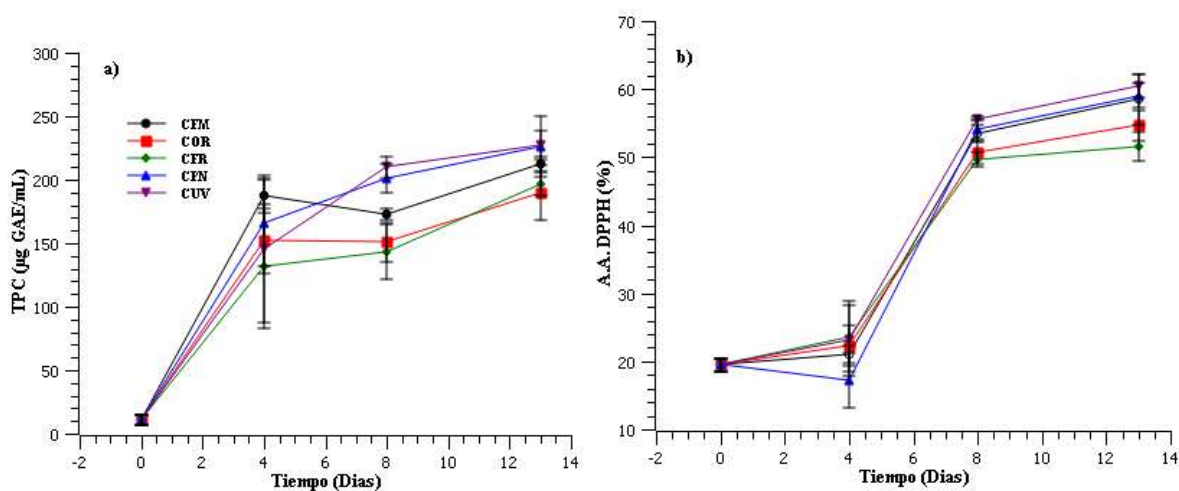 a)
300
250
200
150
100
50
0
TPC (µg GAE/mL)
CFM
COR
CFR
CPN
CUV
-2 0 2 4 6 8 10 12 14
Tiempo (Dias)
b)
70
60
50
40
30
20
10
A.A. DPPH (%)
-2 0 2 4 6 8 10 12 14
Tiempo (Dias)